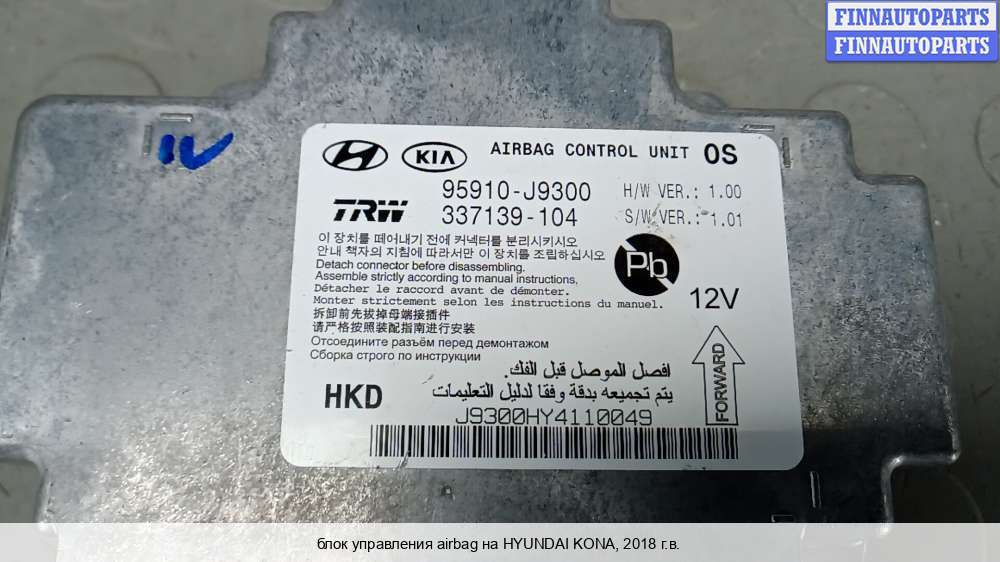 FINNAUTOPARTS
FINNAUTOPARTS
IV
KIA AIRBAG CONTROL UNIT OS
95910-J9300 H/W VER.: 1.00
TRW 337139-104 S/W VER.: 1.01
이 장치를 떼어내기 전에 커넥터를 분리시키시오
안내 책자의 지침에 따라서만 이 장치를 조립하십시오
Detach connector before disassembling.
Assemble strictly according to manual instructions.
Détacher le raccord avant de démonter.
Monter strictement selon les instructions du manuel.
拆卸前先拔掉母端接插件
请严格按照装配指南进行安装
Отсоедините разъём перед демонтажом
Сборка строго по инструкции
Pb
12V
FORWARD
افصل الموصل قبل الفك.
يتم تجميعه بدقة وفقا لدليل التعليمات
HKD
J9300HY4110049
блок управления airbag на HYUNDAI KONA, 2018 г.в.